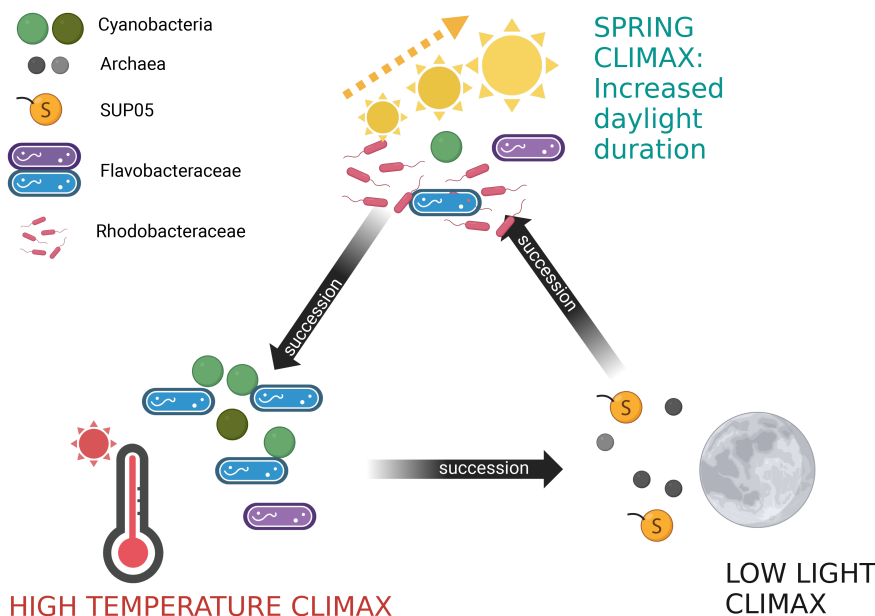 Cyanobacteria
Archaea
S
SUP05
Flavobacteraceae
Rhodobacteraceae
SPRING
CLIMAX:
Increased
daylight
duration
succession
succession
succession
S
S
HIGH TEMPERATURE CLIMAX
LOW LIGHT
CLIMAX